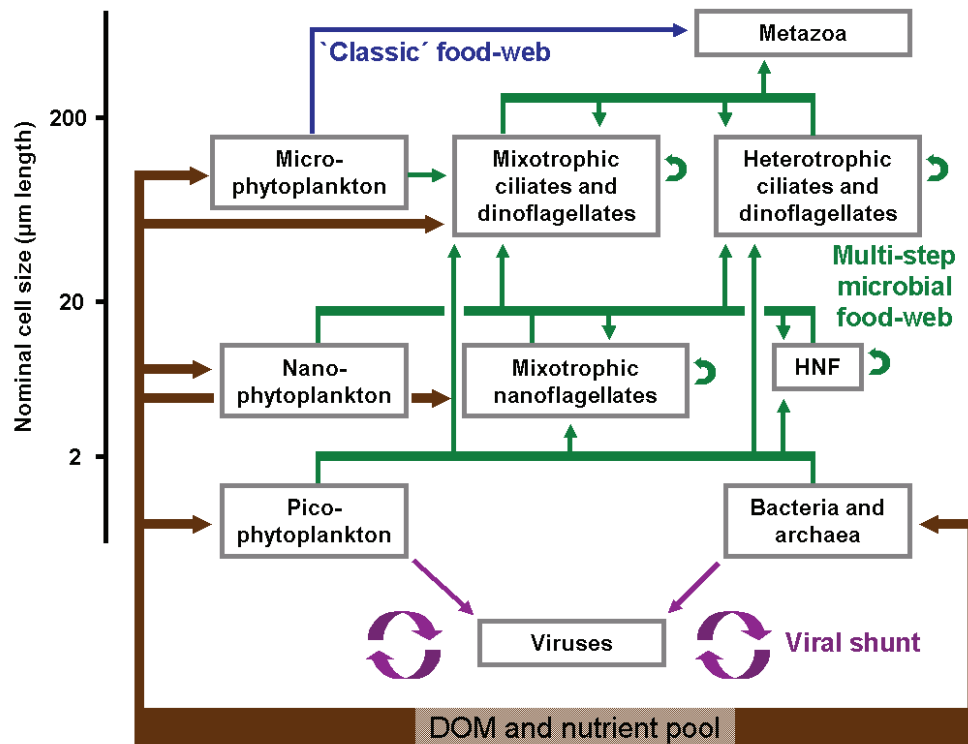 Metazoa
`Classic´ food-web
Nominal cell size (µm length)
200
20
2
Micro-
phytoplankton
Mixotrophic
ciliates and
dinoflagellates
Heterotrophic
ciliates and
dinoflagellates
Multi-step
microbial
food-web
Nano-
phytoplankton
Mixotrophic
nanoflagellates
HNF
Pico-
phytoplankton
Bacteria and
archaea
Viruses
Viral shunt
DOM and nutrient pool